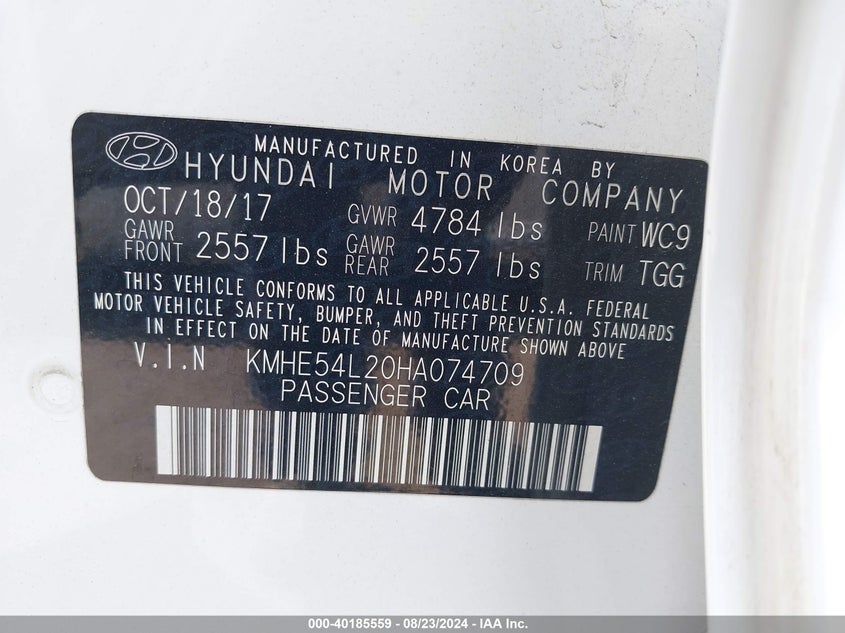 MANUFACTURED IN KOREA BY
HYUNDAI MOTOR COMPANY
OCT/18/17 GVWR 4784 lbs PAINT WC9
GAWR FRONT 2557 lbs GAWR REAR 2557 lbs TRIM TGG
THIS VEHICLE CONFORMS TO ALL APPLICABLE U.S.A. FEDERAL
MOTOR VEHICLE SAFETY, BUMPER, AND THEFT PREVENTION STANDARDS
IN EFFECT ON THE DATE OF MANUFACTURE SHOWN ABOVE
V.i.N KMHE54L20HA074709
PASSENGER CAR
000-40185559 - 08/23/2024 - IAA Inc.